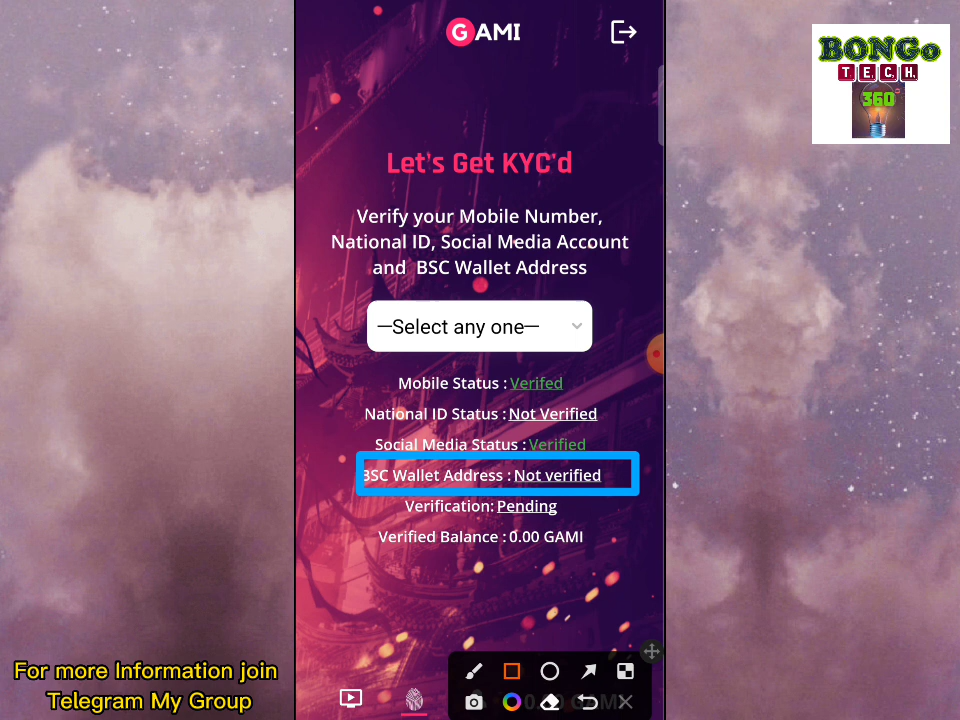 GAMI
BONGo
T.E.C.H.
360°
Let's Get KYC'd
Verify your Mobile Number,
National ID, Social Media Account
and BSC Wallet Address
—Select any one—
Mobile Status : Verifed
National ID Status : Not Verified
Social Media Status : Verified
BSC Wallet Address : Not verified
Verification: Pending
Verified Balance : 0.00 GAMI
For more Information join
Telegram My Group